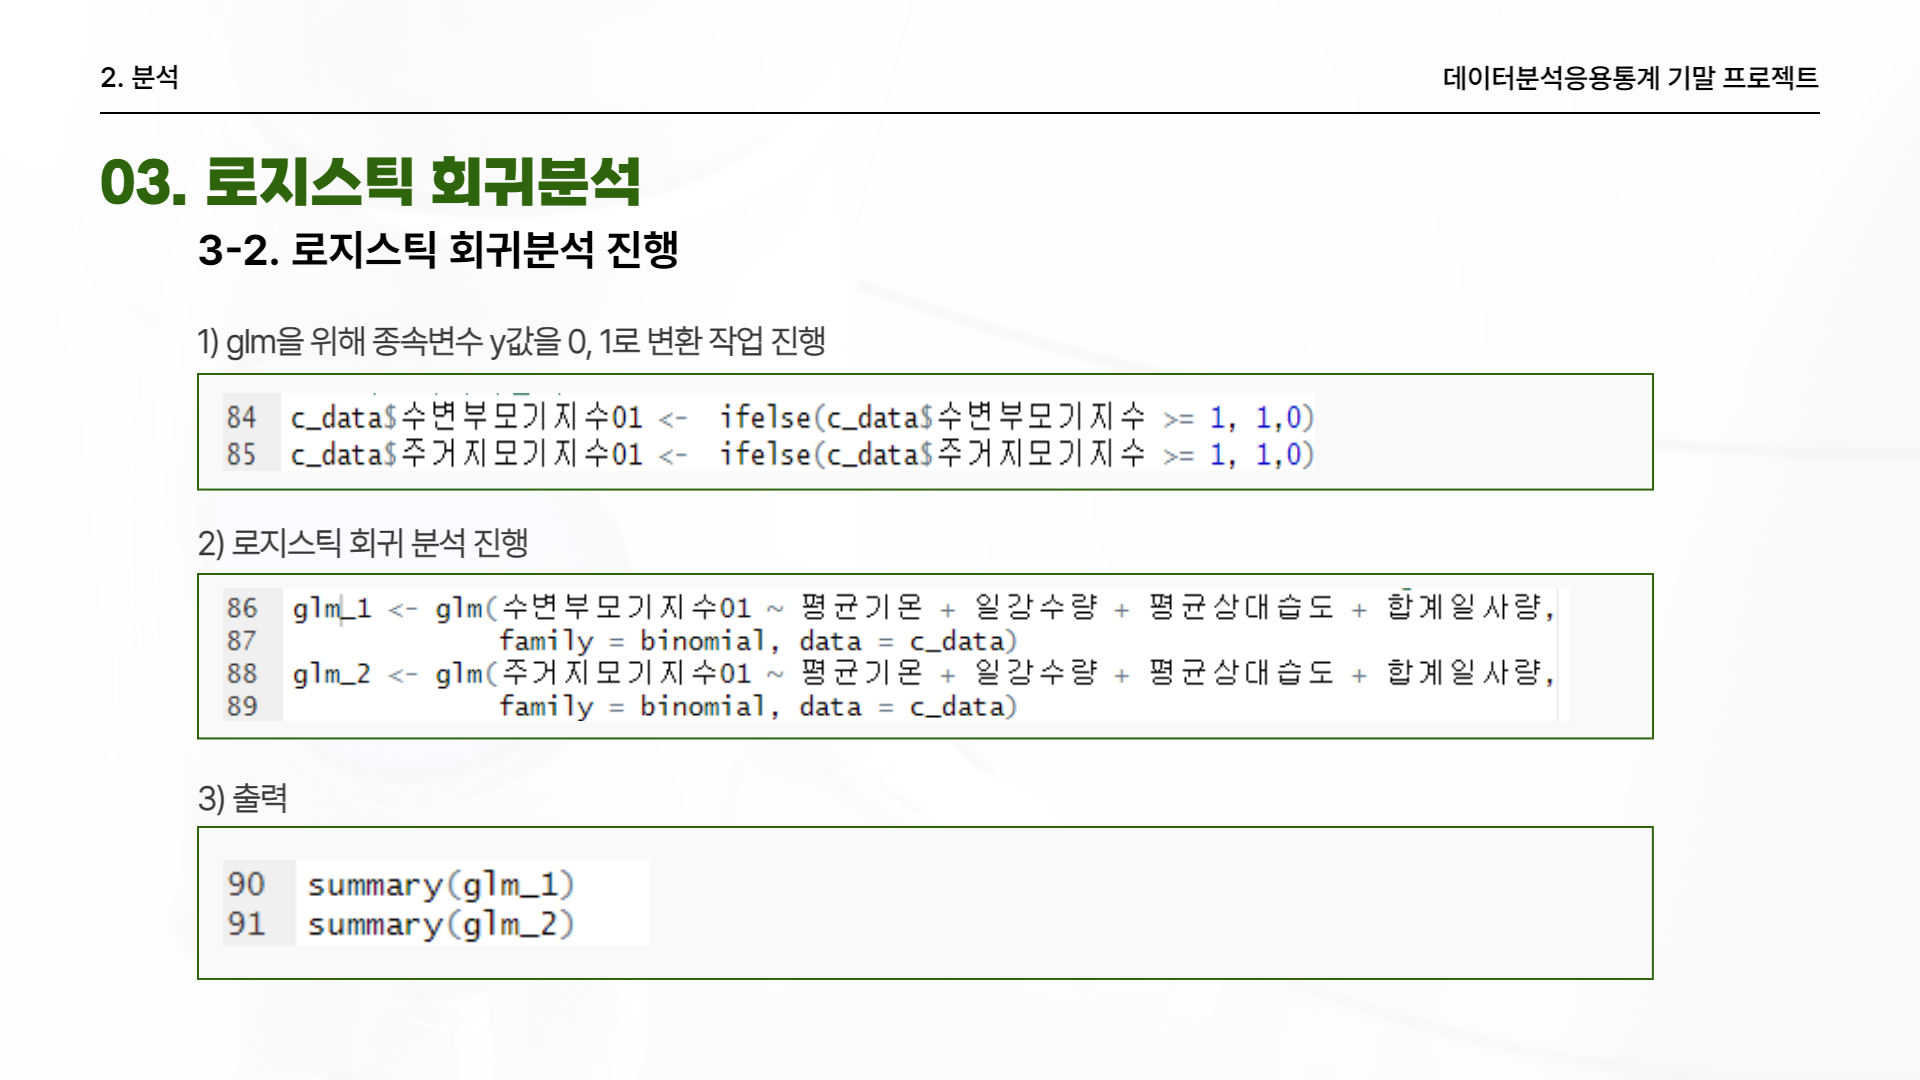 2. 분석
데이터분석응용통계 기말 프로젝트
03. 로지스틱 회귀분석
3-2. 로지스틱 회귀분석 진행
1) glm을 위해 종속변수 y값을 0, 1로 변환 작업 진행
84 c_data$수변부모기지수01 <- ifelse(c_data$수변부모기지수 >= 1, 1,0)
85 c_data$주거지모기지수01 <- ifelse(c_data$주거지모기지수 >= 1, 1,0)
2) 로지스틱 회귀 분석 진행
86 glm_1 <- glm(수변부모기지수01 ~ 평균기온 + 일강수량 + 평균상대습도 + 합계일사량,
87 family = binomial, data = c_data)
88 glm_2 <- glm(주거지모기지수01 ~ 평균기온 + 일강수량 + 평균상대습도 + 합계일사량,
89 family = binomial, data = c_data)
3) 출력
90 summary(glm_1)
91 summary(glm_2)